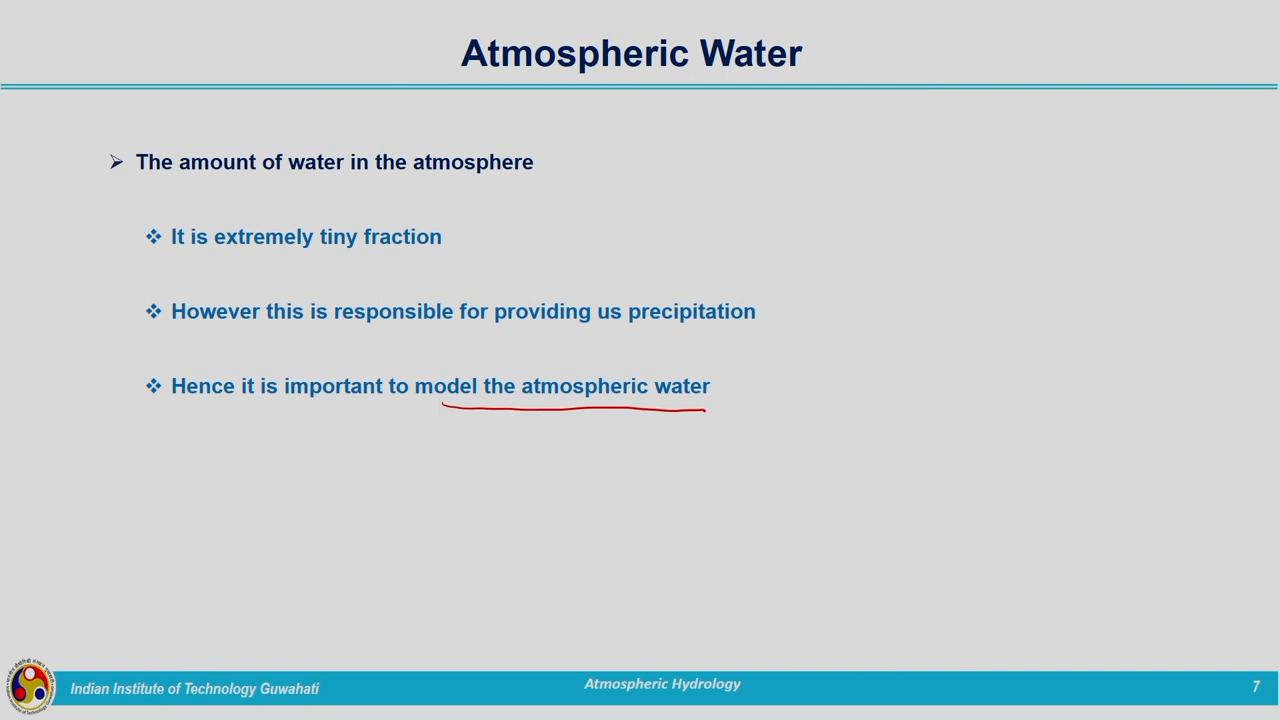 Atmospheric Water
The amount of water in the atmosphere
It is extremely tiny fraction
However this is responsible for providing us precipitation
Hence it is important to model the atmospheric water
Indian Institute of Technology Guwahati
Atmospheric Hydrology
7